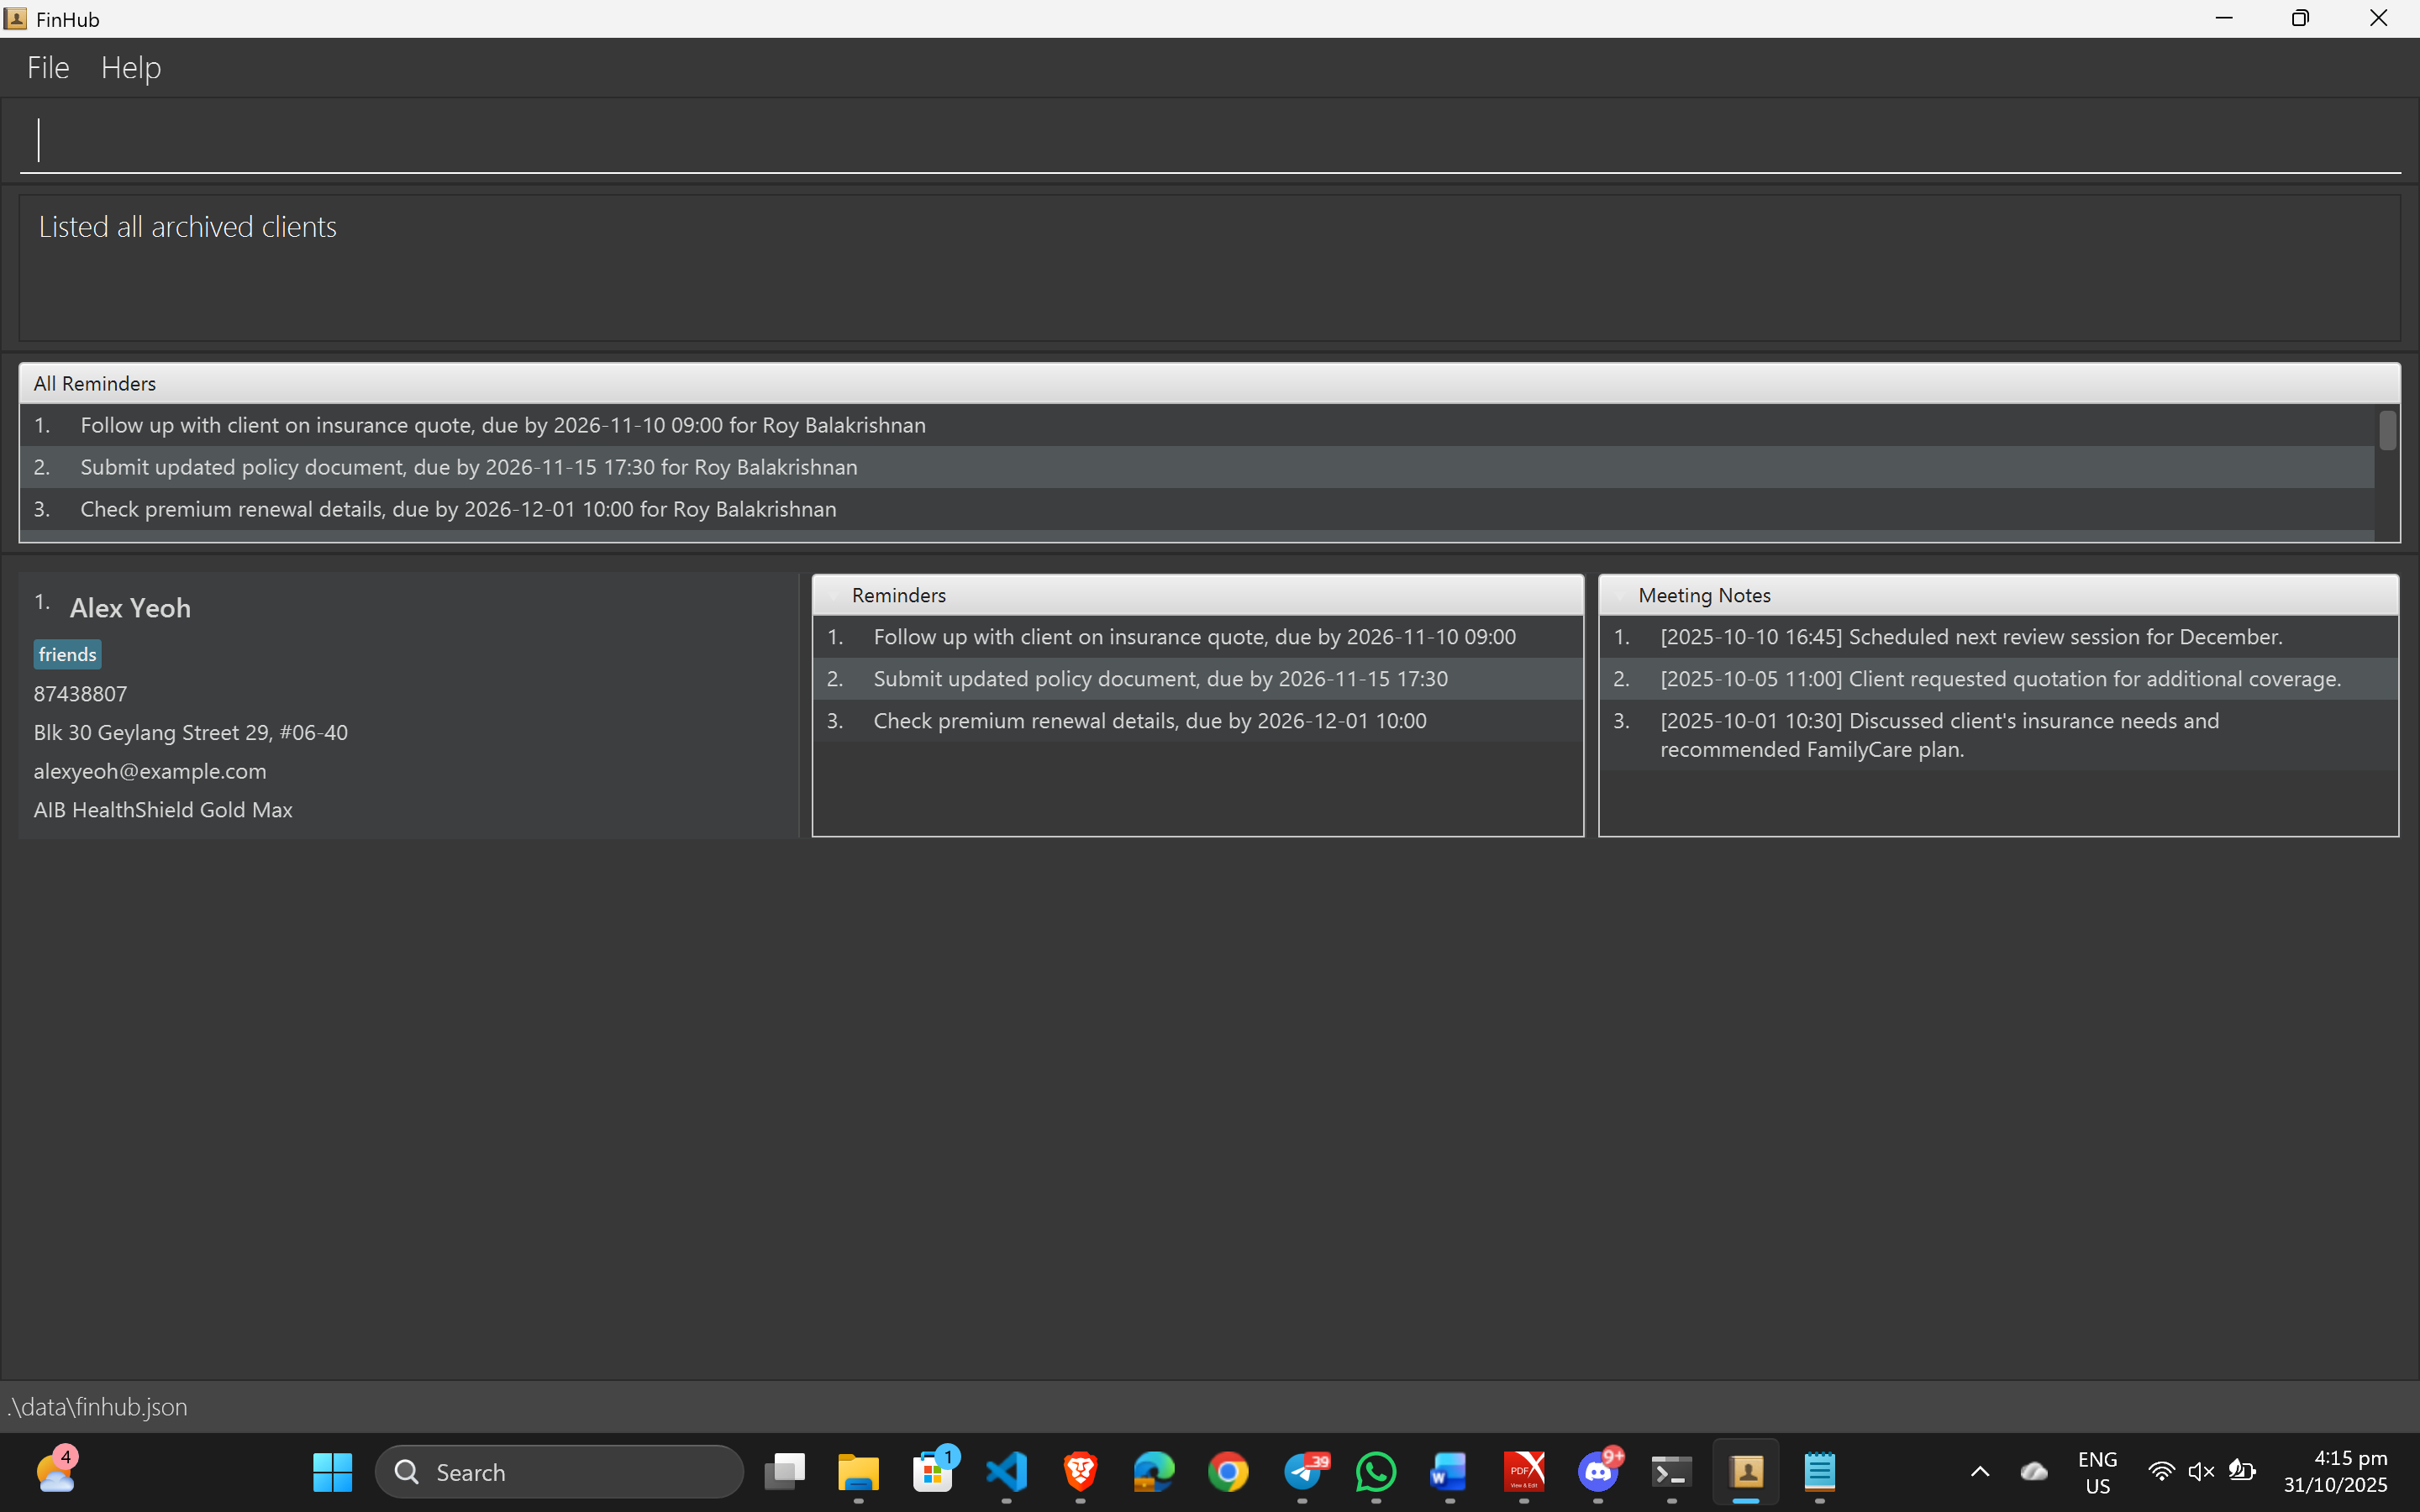 FinHub
File Help
Listed all archived clients
All Reminders
1. Follow up with client on insurance quote, due by 2026-11-10 09:00 for Roy Balakrishnan
2. Submit updated policy document, due by 2026-11-15 17:30 for Roy Balakrishnan
3. Check premium renewal details, due by 2026-12-01 10:00 for Roy Balakrishnan
1. Alex Yeoh
friends
87438807
Blk 30 Geylang Street 29, #06-40
alexyeoh@example.com
AIB HealthShield Gold Max
Reminders
1. Follow up with client on insurance quote, due by 2026-11-10 09:00
2. Submit updated policy document, due by 2026-11-15 17:30
3. Check premium renewal details, due by 2026-12-01 10:00
Meeting Notes
1. [2025-10-10 16:45] Scheduled next review session for December.
2. [2025-10-05 11:00] Client requested quotation for additional coverage.
3. [2025-10-01 10:30] Discussed client's insurance needs and
recommended FamilyCare plan.
.\data\finhub.json
4
Search
1
39
W
PDF
View & Edit
9+
ENG
US
4:15 pm
31/10/2025